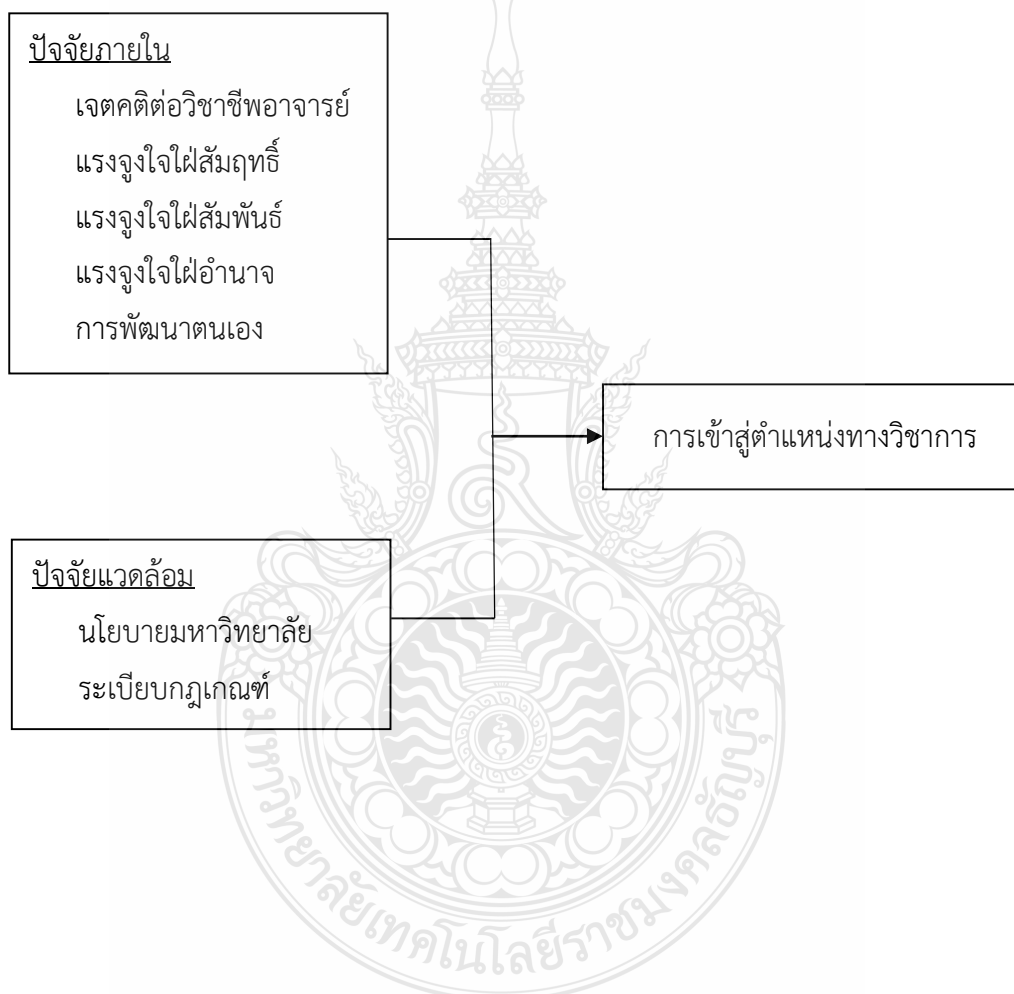 ปัจจัยภายใน
เจตคติต่อวิชาชีพอาจารย์
แรงจูงใจใฝ่สัมฤทธิ์
แรงจูงใจใฝ่สัมพันธ์
แรงจูงใจใฝ่อำนาจ
การพัฒนาตนเอง
การเข้าสู่ตำแหน่งทางวิชาการ
ปัจจัยแวดล้อม
นโยบายมหาวิทยาลัย
ระเบียบกฎเกณฑ์
มหาวิทยาลัยเทคโนโลยีราชมงคลธัญบุรี